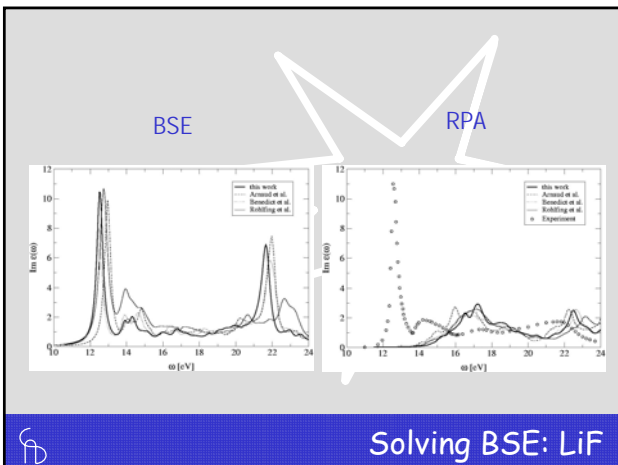 BSE
RPA
12
10
8
6
4
2
0
Im ε(ω)
this work
Arnaud et al.
Benedict et al.
Rohlfing et al.
10 12 14 16 18 20 22 24
ω [eV]
12
10
8
6
4
2
0
Im ε(ω)
this work
Arnaud et al.
Benedict et al.
Rohlfing et al.
Experiment
10 12 14 16 18 20 22 24
ω [eV]
Solving BSE: LiF